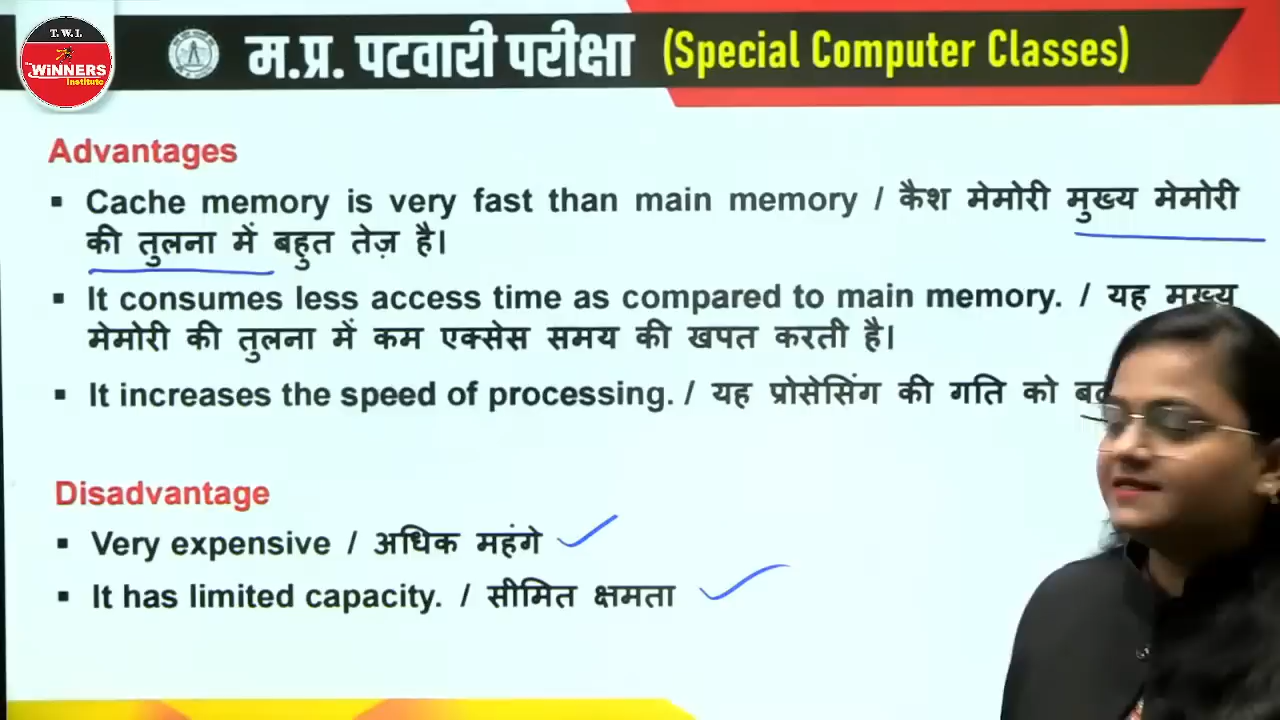 T.W.I.
The WiNNERS
institute
म.प्र. पटवारी परीक्षा (Special Computer Classes)
Advantages
▪ Cache memory is very fast than main memory / कैश मेमोरी मुख्य मेमोरी
की तुलना में बहुत तेज़ है।
▪ It consumes less access time as compared to main memory. / यह मुख्य
मेमोरी की तुलना में कम एक्सेस समय की खपत करती है।
▪ It increases the speed of processing. / यह प्रोसेसिंग की गति को
Disadvantage
▪ Very expensive / अधिक महंगे
▪ It has limited capacity. / सीमित क्षमता